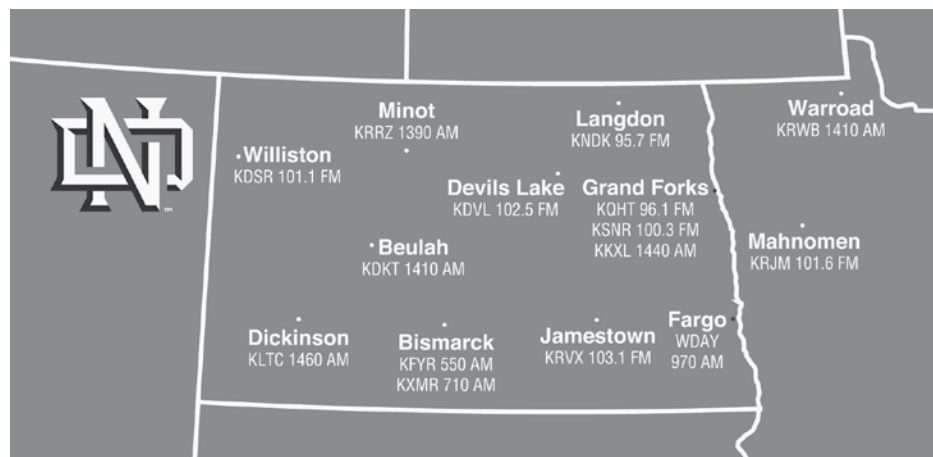 ND
™
Minot
KRRZ 1390 AM
Langdon
KNDK 95.7 FM
Warroad
KRWB 1410 AM
Williston
KDSR 101.1 FM
Devils Lake
KDVL 102.5 FM
Grand Forks
KQHT 96.1 FM
KSNR 100.3 FM
KKXL 1440 AM
Beulah
KDKT 1410 AM
Mahnomen
KRJM 101.6 FM
Dickinson
KLTC 1460 AM
Bismarck
KFYR 550 AM
KXMR 710 AM
Jamestown
KRVX 103.1 FM
Fargo
WDAY
970 AM